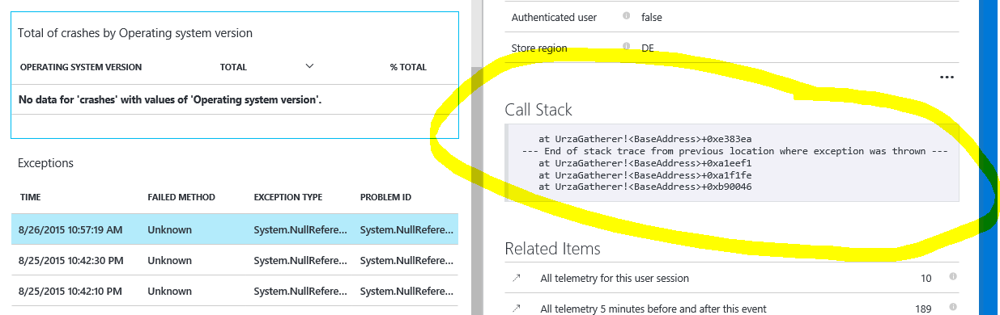 Total of crashes by Operating system version
OPERATING SYSTEM VERSION TOTAL % TOTAL
No data for 'crashes' with values of 'Operating system version'.
Exceptions
TIME FAILED METHOD EXCEPTION TYPE PROBLEM ID
8/26/2015 10:57:19 AM Unknown System.NullRefere... System.NullRefere...
8/25/2015 10:42:30 PM Unknown System.NullRefere... System.NullRefere...
8/25/2015 10:42:10 PM Unknown System.NullRefere... System.NullRefere...
Authenticated user false
Store region DE
...
Call Stack
at UrzaGatherer!<BaseAddress>+0xe383ea
--- End of stack trace from previous location where exception was thrown ---
at UrzaGatherer!<BaseAddress>+0xa1eef1
at UrzaGatherer!<BaseAddress>+0xa1f1fe
at UrzaGatherer!<BaseAddress>+0xb90046
Related Items
All telemetry for this user session 10
All telemetry 5 minutes before and after this event 189